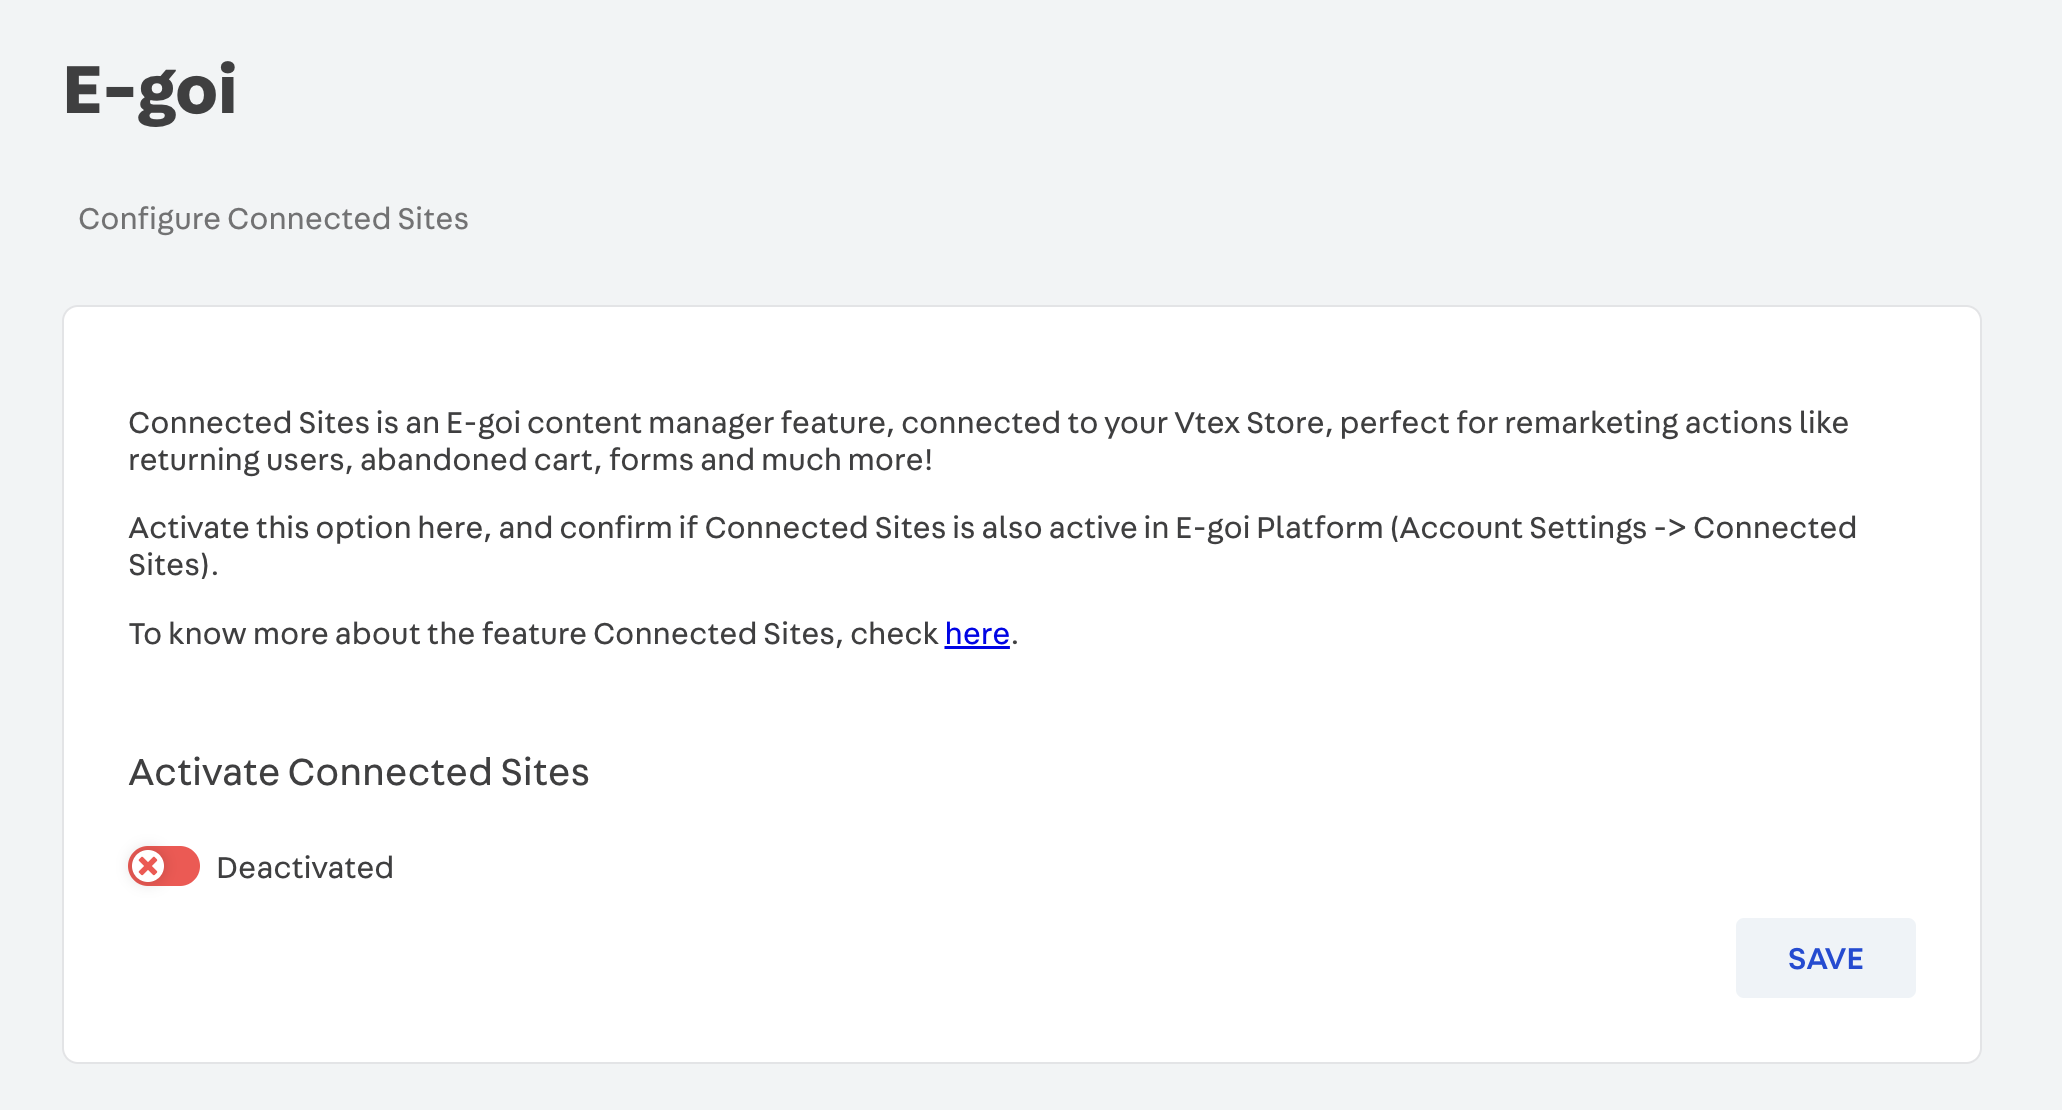 E-goi
Configure Connected Sites
Connected Sites is an E-goi content manager feature, connected to your Vtex Store, perfect for remarketing actions like
returning users, abandoned cart, forms and much more!
Activate this option here, and confirm if Connected Sites is also active in E-goi Platform (Account Settings -> Connected
Sites).
To know more about the feature Connected Sites, check here.
Activate Connected Sites
Deactivated
SAVE